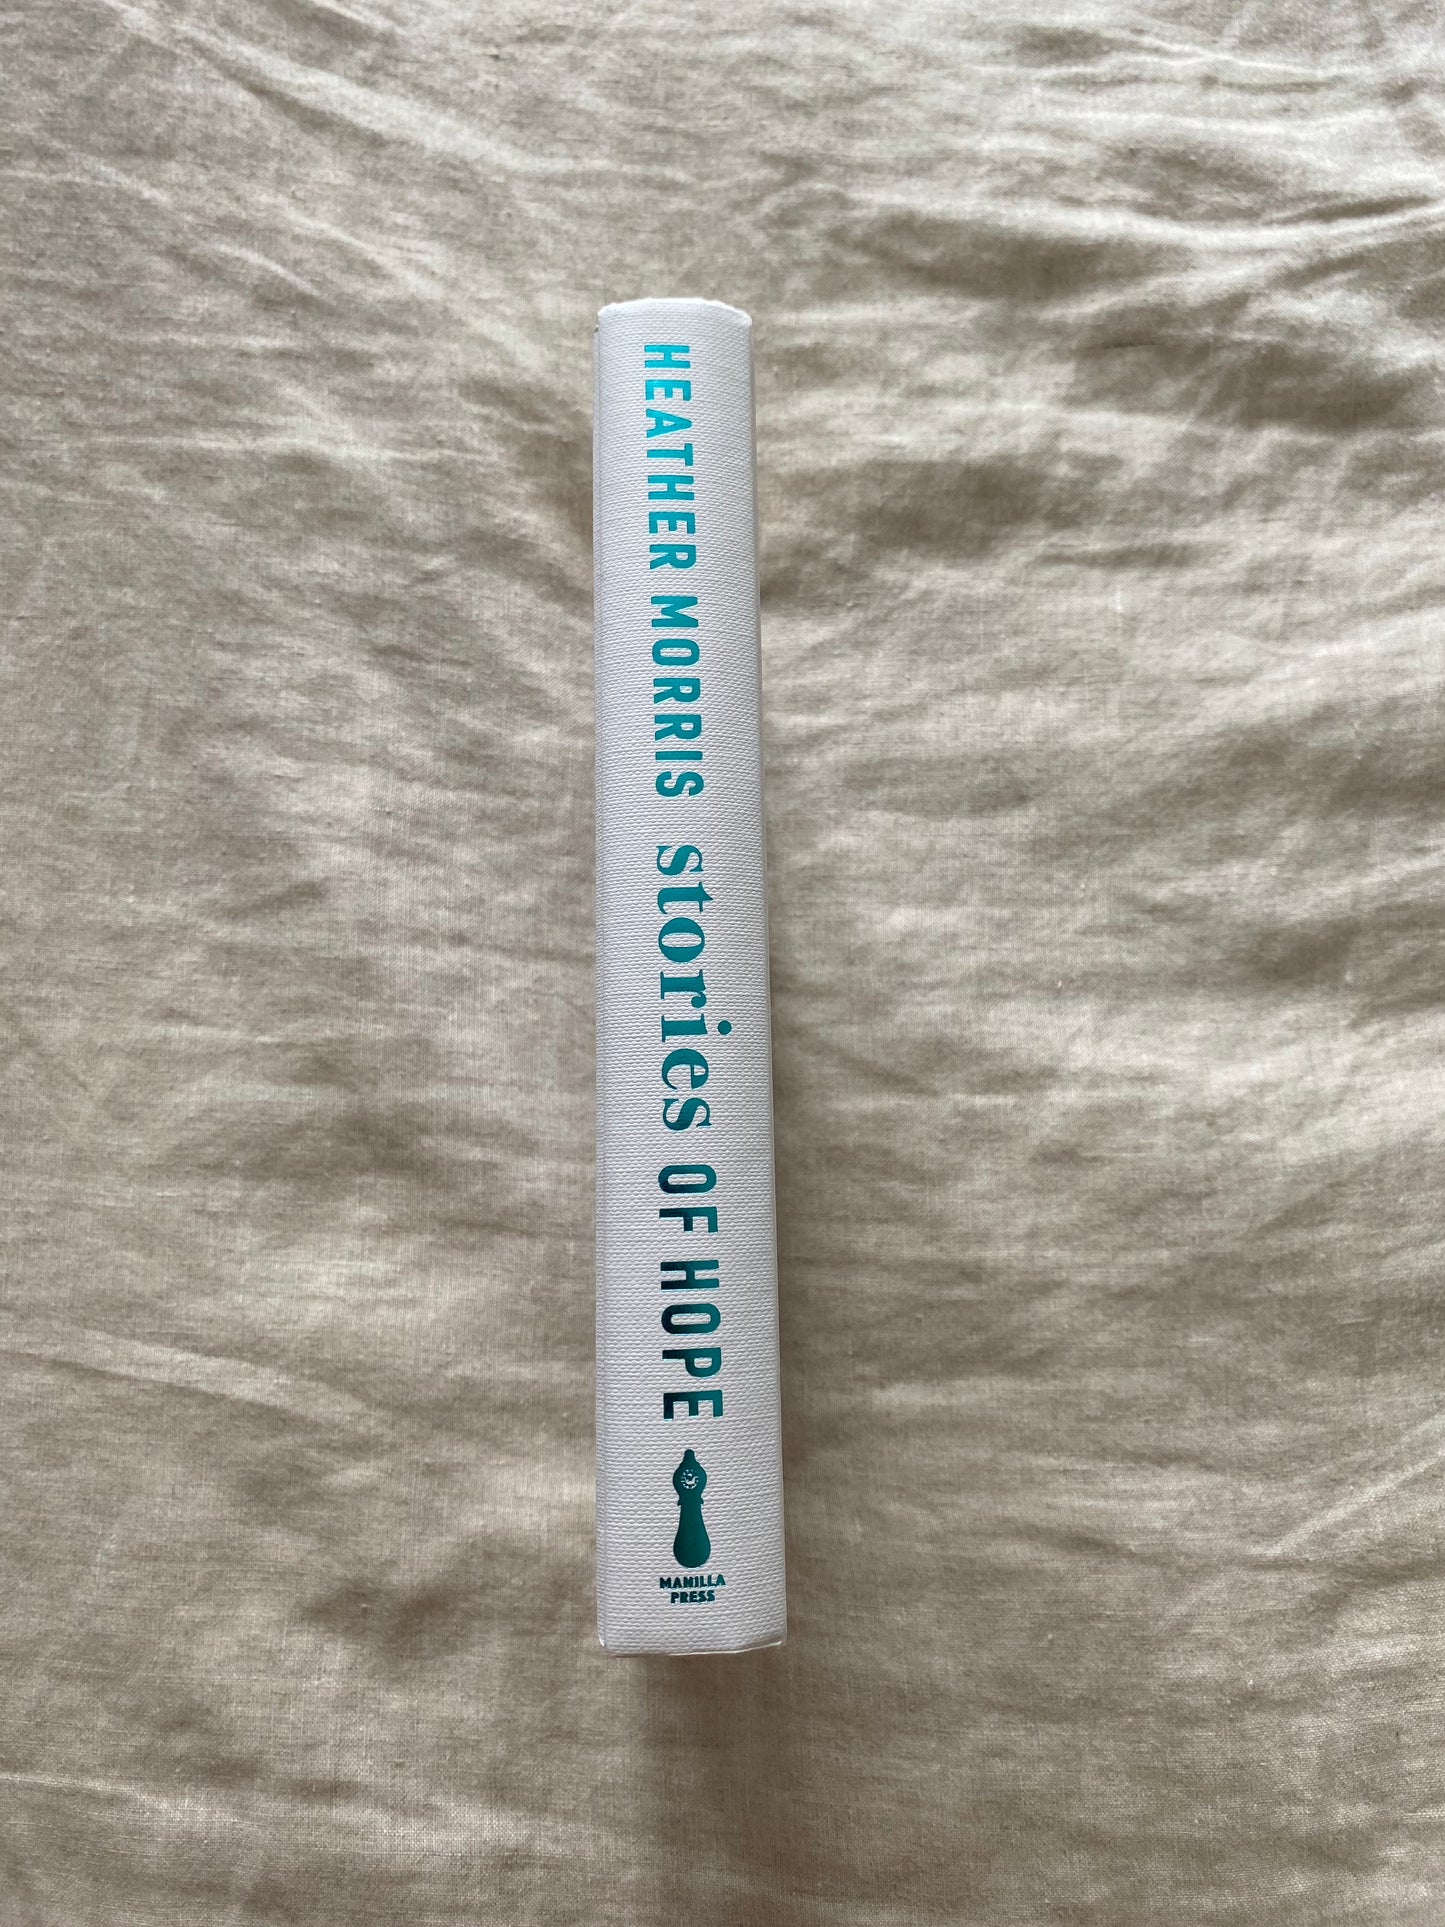 HEATHER MORRIS stories OF HOPE
MANILLA
PRESS